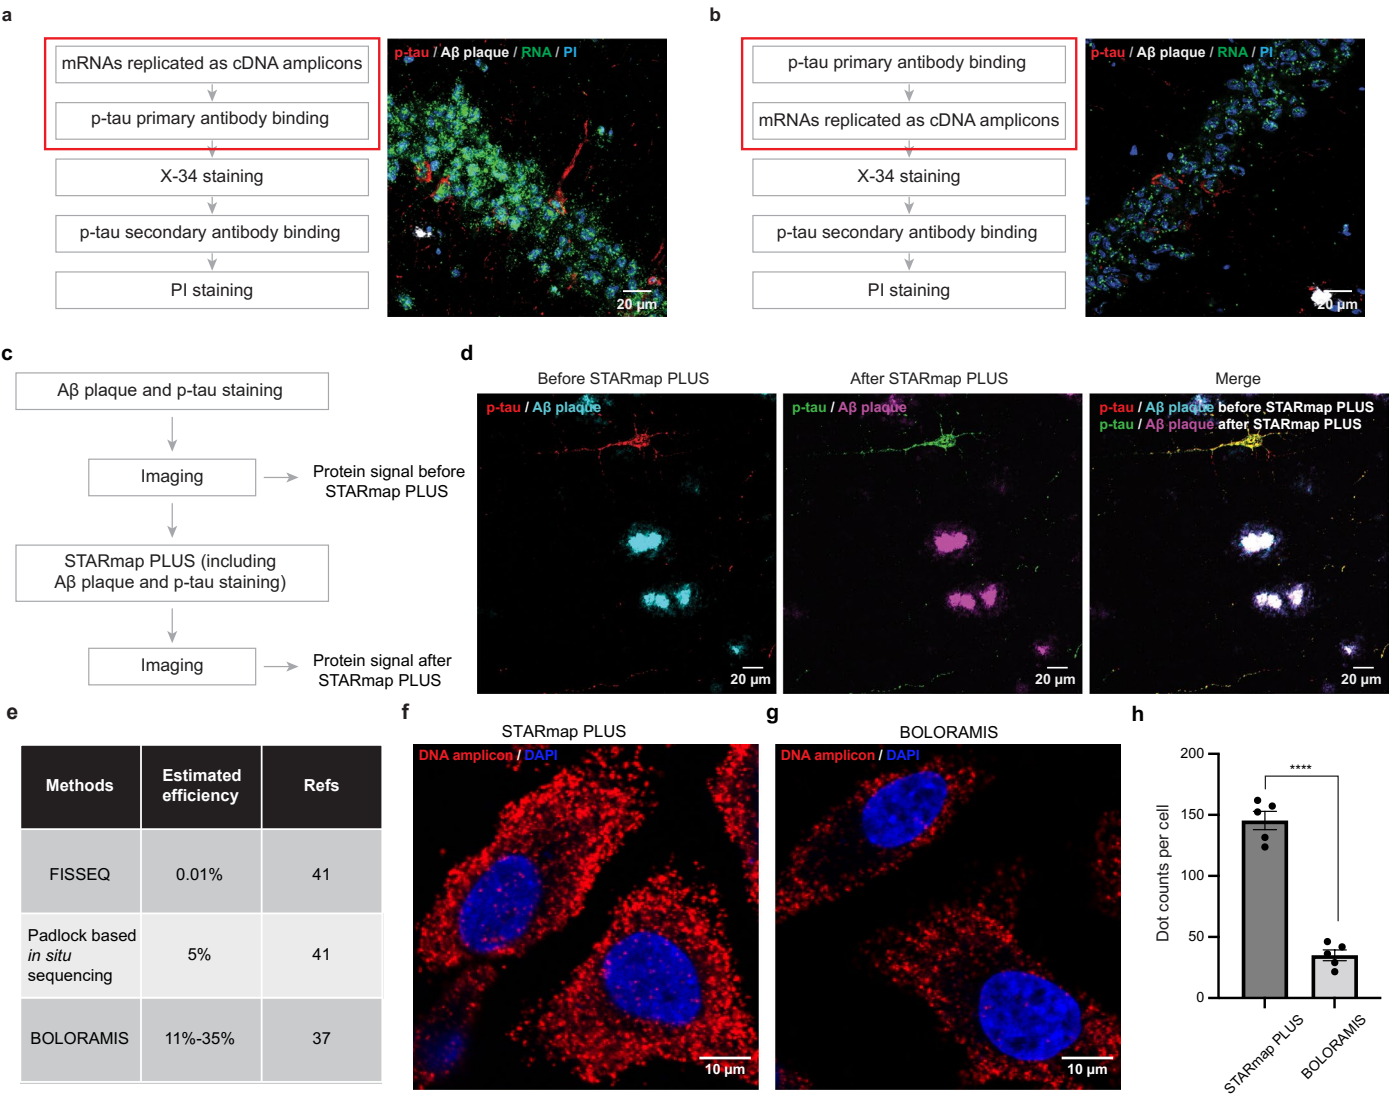 a
mRNAs replicated as cDNA amplicons
p-tau primary antibody binding
X-34 staining
p-tau secondary antibody binding
PI staining
p-tau / Aβ plaque / RNA / PI
20 µm
b
p-tau primary antibody binding
mRNAs replicated as cDNA amplicons
X-34 staining
p-tau secondary antibody binding
PI staining
p-tau / Aβ plaque / RNA / PI
20 µm
c
Aβ plaque and p-tau staining
Imaging
Protein signal before
STARmap PLUS
STARmap PLUS (including
Aβ plaque and p-tau staining)
Imaging
Protein signal after
STARmap PLUS
d
Before STARmap PLUS
p-tau / Aβ plaque
20 µm
After STARmap PLUS
p-tau / Aβ plaque
20 µm
Merge
p-tau / Aβ plaque before STARmap PLUS
p-tau / Aβ plaque after STARmap PLUS
20 µm
e
Methods Estimated efficiency Refs
FISSEQ 0.01% 41
Padlock based in situ sequencing 5% 41
BOLORAMIS 11%-35% 37
f
STARmap PLUS
DNA amplicon / DAPI
10 µm
g
BOLORAMIS
DNA amplicon / DAPI
10 µm
h
Dot counts per cell
200
150
100
50
0
****
STARmap PLUS
BOLORAMIS